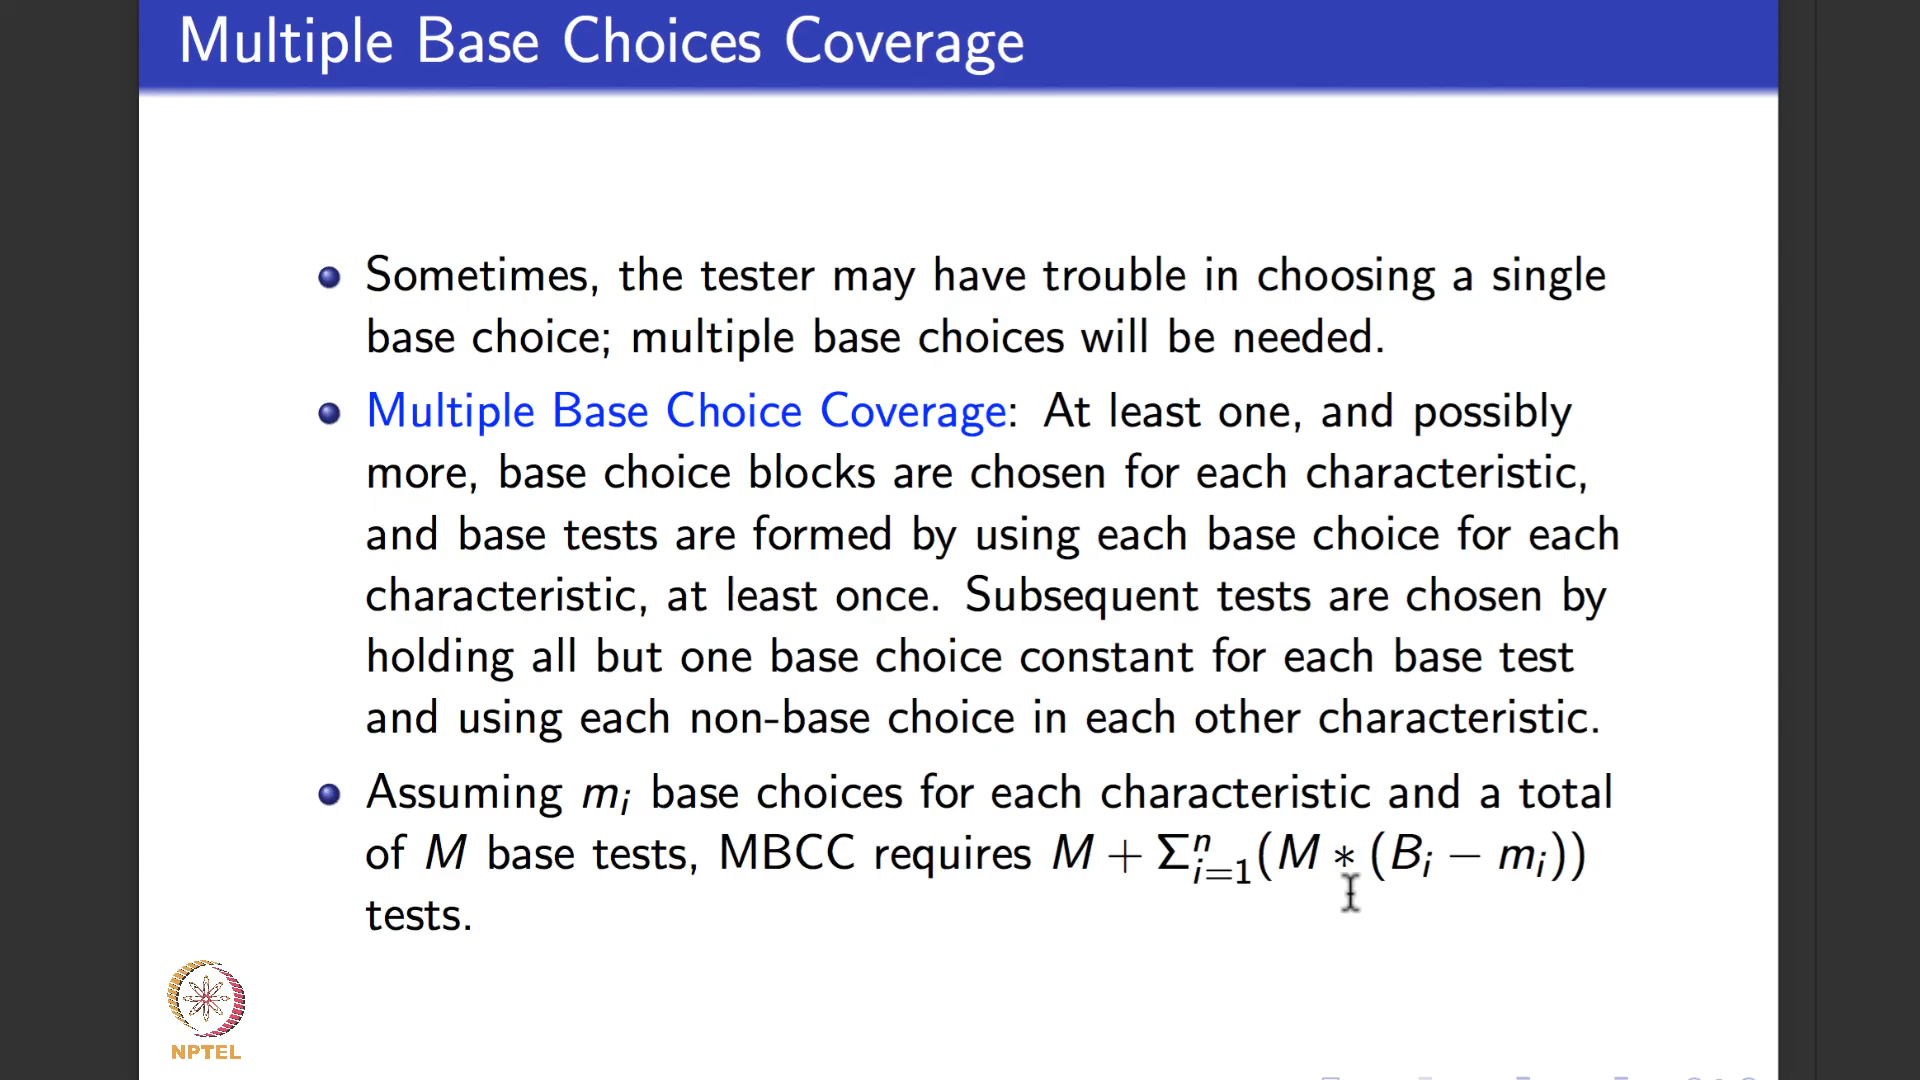 Multiple Base Choices Coverage
Sometimes, the tester may have trouble in choosing a single
base choice; multiple base choices will be needed.
Multiple Base Choice Coverage: At least one, and possibly
more, base choice blocks are chosen for each characteristic,
and base tests are formed by using each base choice for each
characteristic, at least once. Subsequent tests are chosen by
holding all but one base choice constant for each base test
and using each non-base choice in each other characteristic.
Assuming mᵢ base choices for each characteristic and a total
of M base tests, MBCC requires M + Σⁿᵢ₌₁(M * (Bᵢ − mᵢ))
tests.
NPTEL